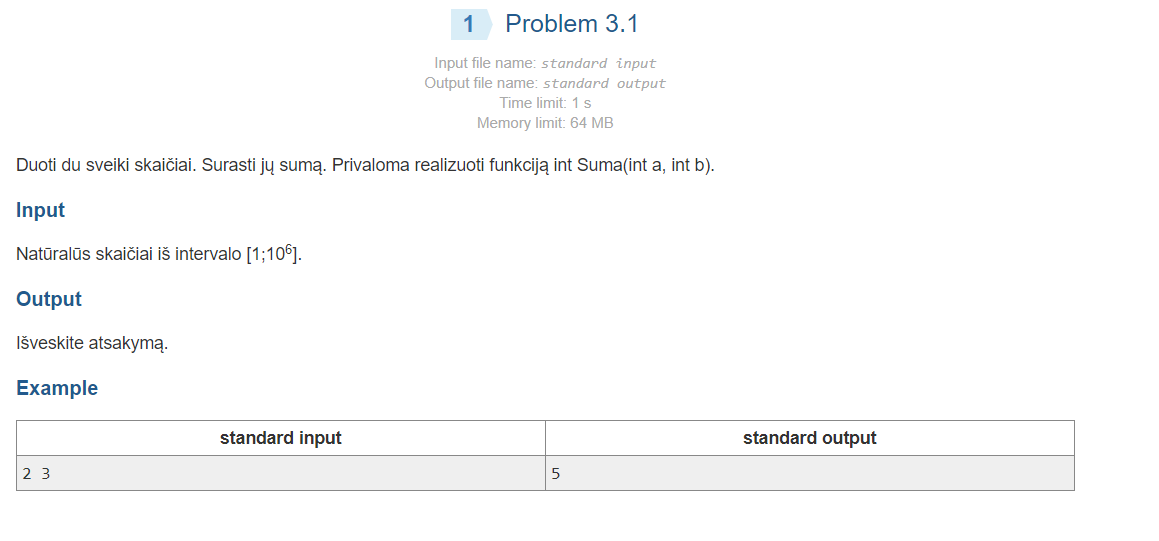 1 Problem 3.1
Input file name: standard input
Output file name: standard output
Time limit: 1 s
Memory limit: 64 MB
Duoti du sveiki skaičiai. Surasti jų sumą. Privaloma realizuoti funkciją int Suma(int a, int b).
Input
Natūralūs skaičiai iš intervalo [1;10⁶].
Output
Išveskite atsakymą.
Example
standard input standard output
2 3 5